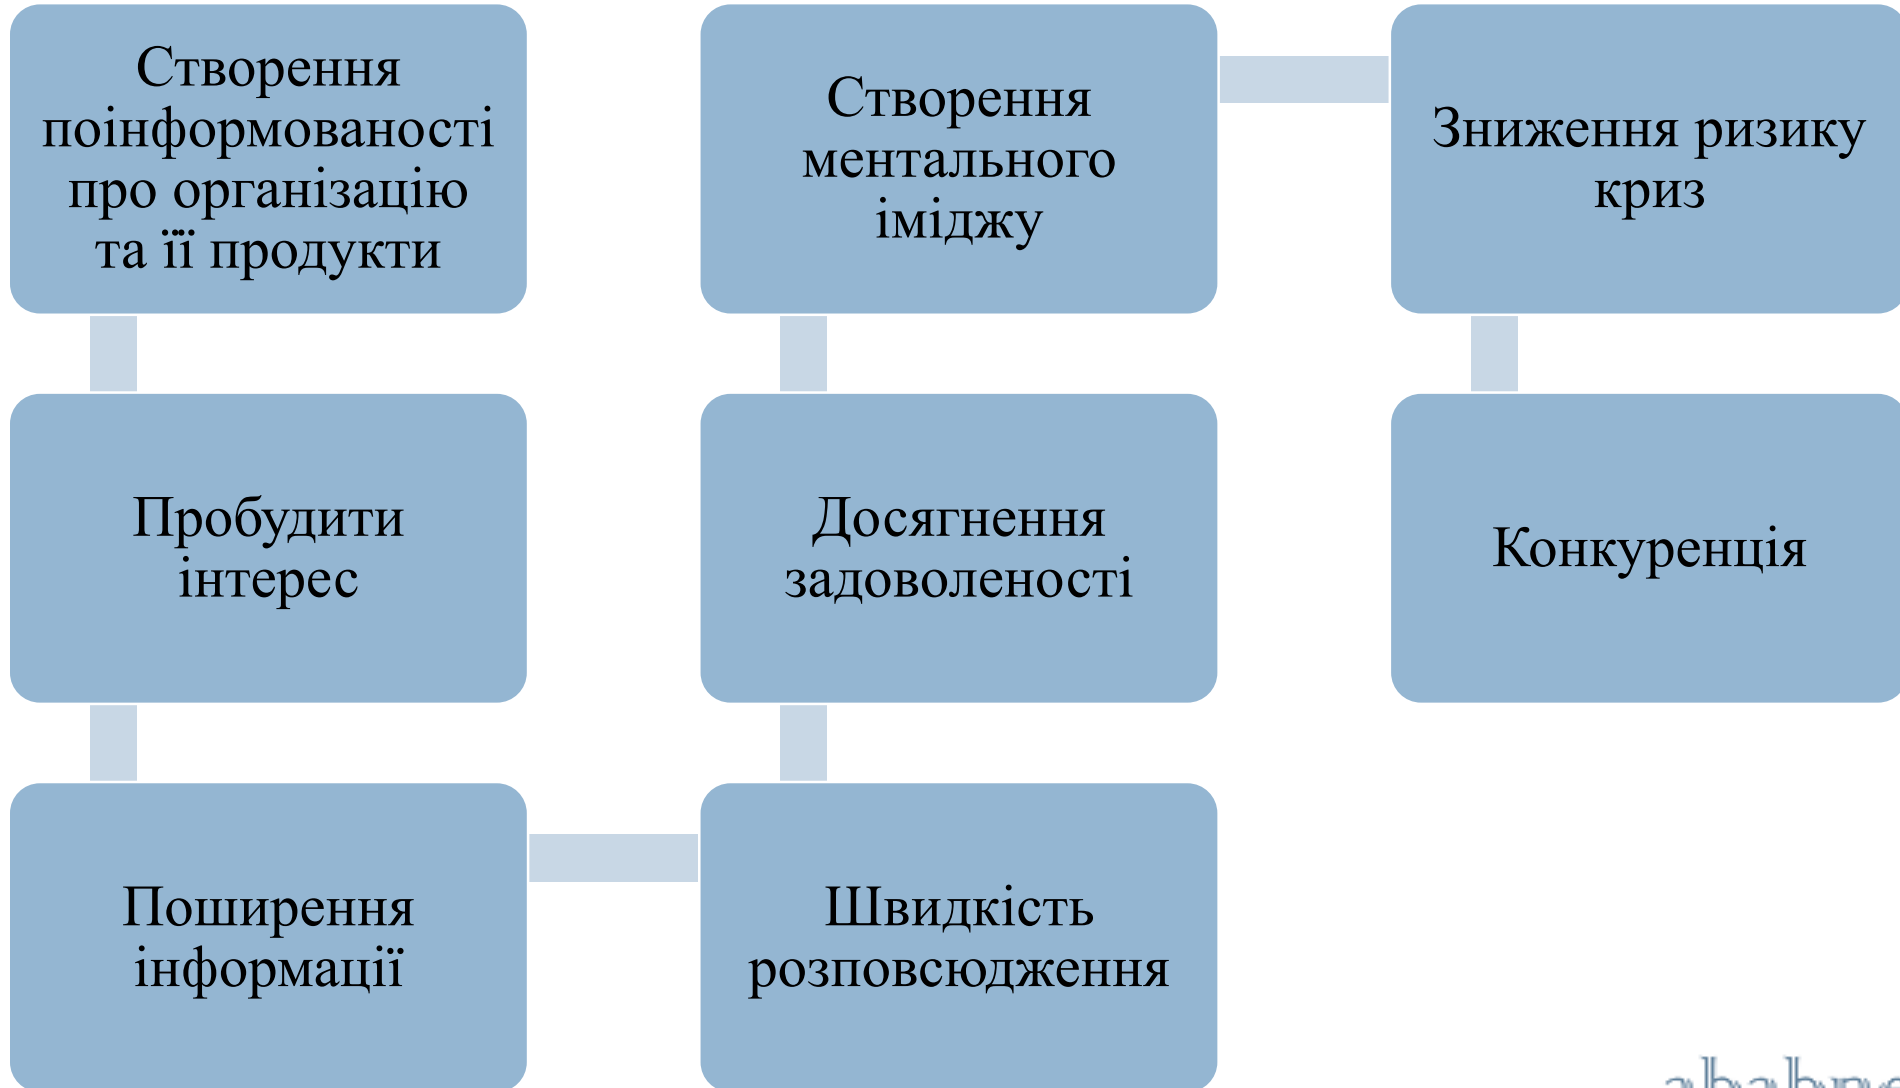 Створення
поінформованості
про організацію
та її продукти
Пробудити
інтерес
Поширення
інформації
Швидкість
розповсюдження
Досягнення
задоволеності
Створення
ментального
іміджу
Зниження ризику
криз
Конкуренція